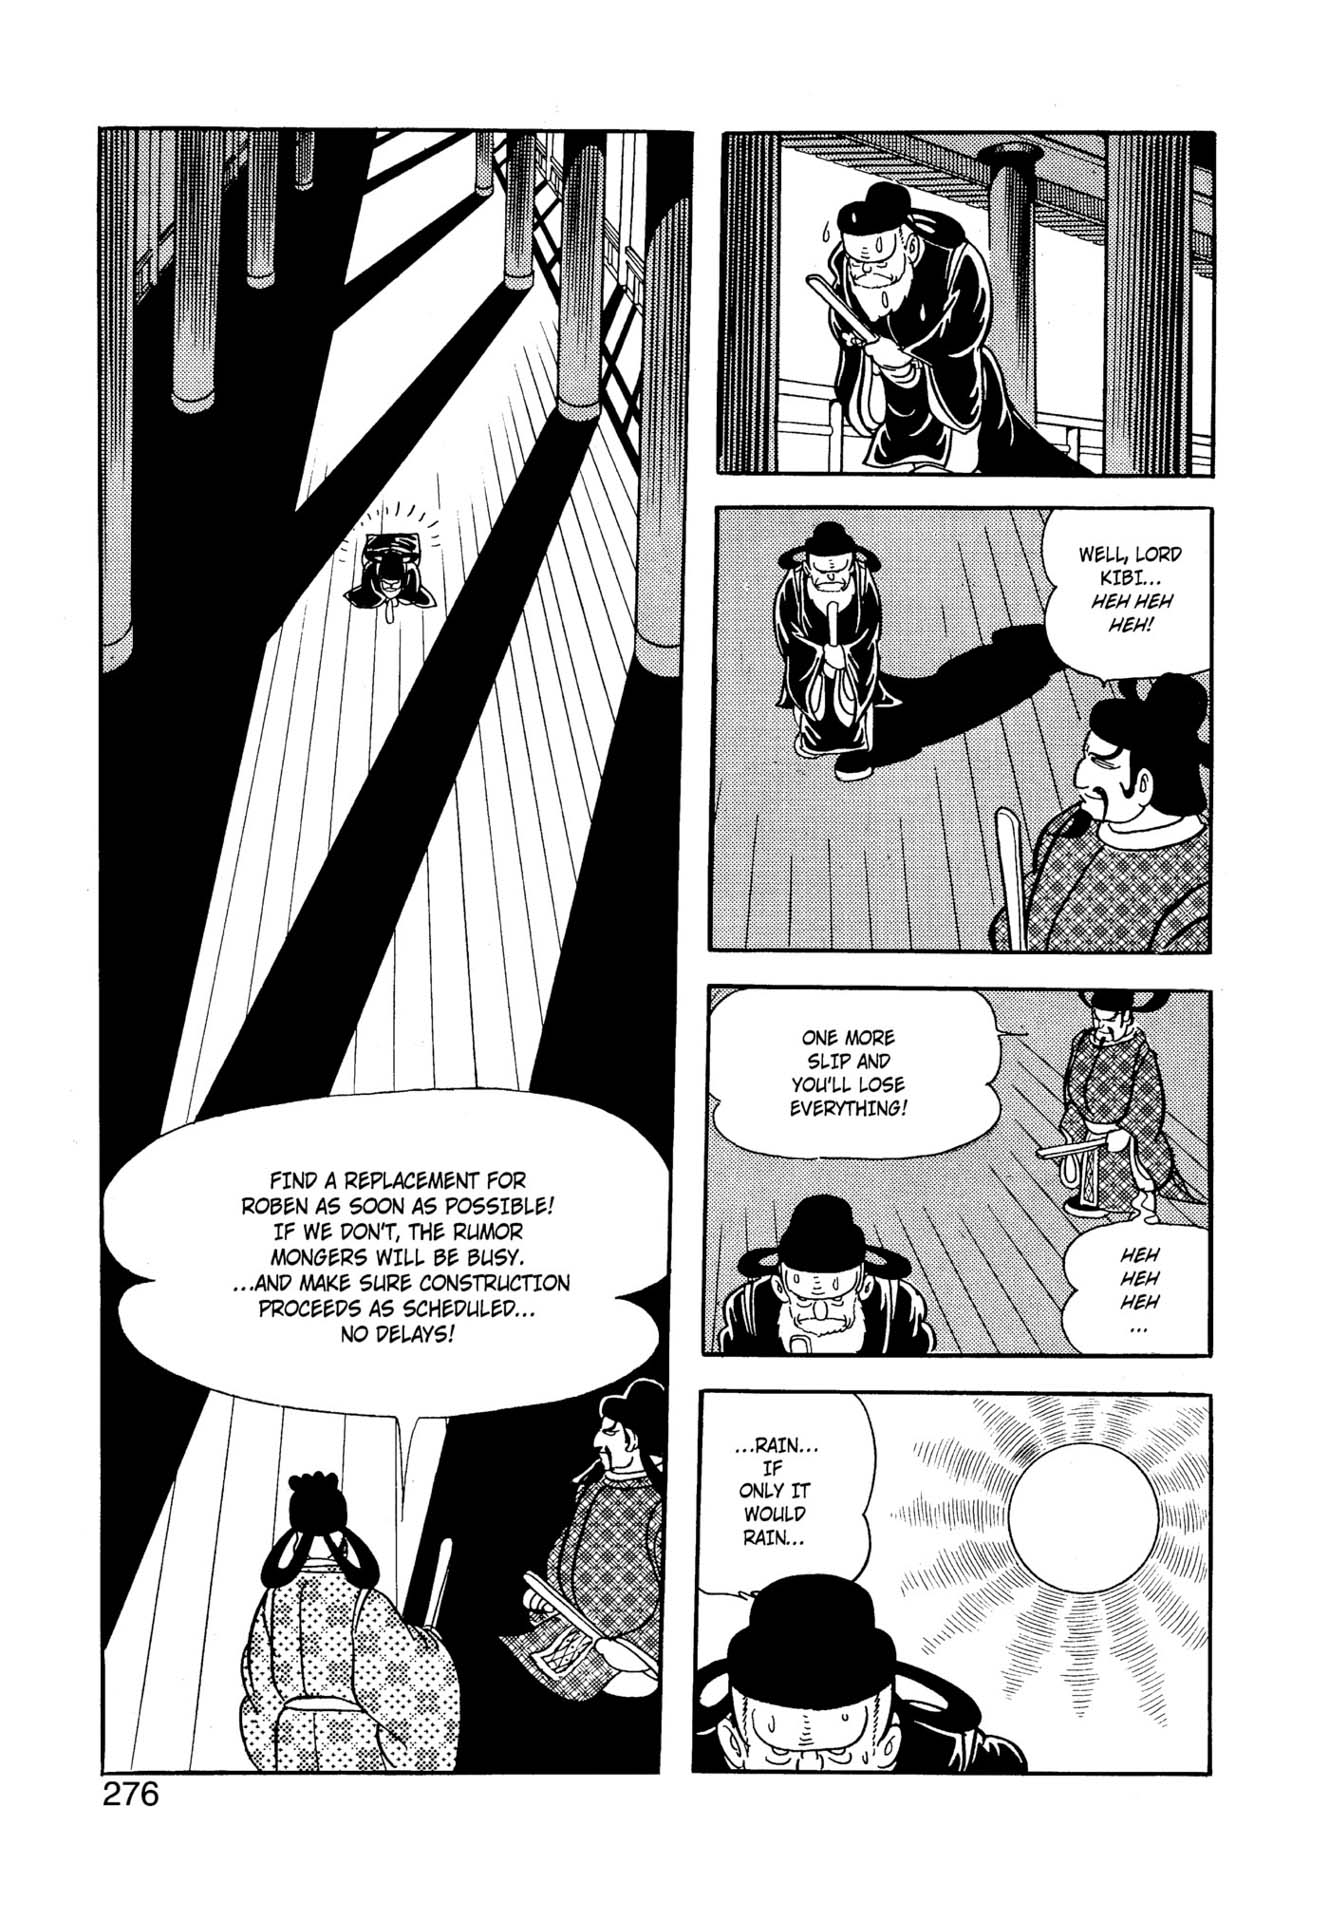 FIND A REPLACEMENT FOR
ROBEN AS SOON AS POSSIBLE!
IF WE DON'T, THE RUMOR
MONGERS WILL BE BUSY.
...AND MAKE SURE CONSTRUCTION
PROCEEDS AS SCHEDULED...
NO DELAYS!
WELL, LORD
KIBI...
HEH HEH
HEH!
ONE MORE
SLIP AND
YOU'LL LOSE
EVERYTHING!
HEH
HEH
HEH
...
...RAIN...
IF
ONLY IT
WOULD
RAIN...
276